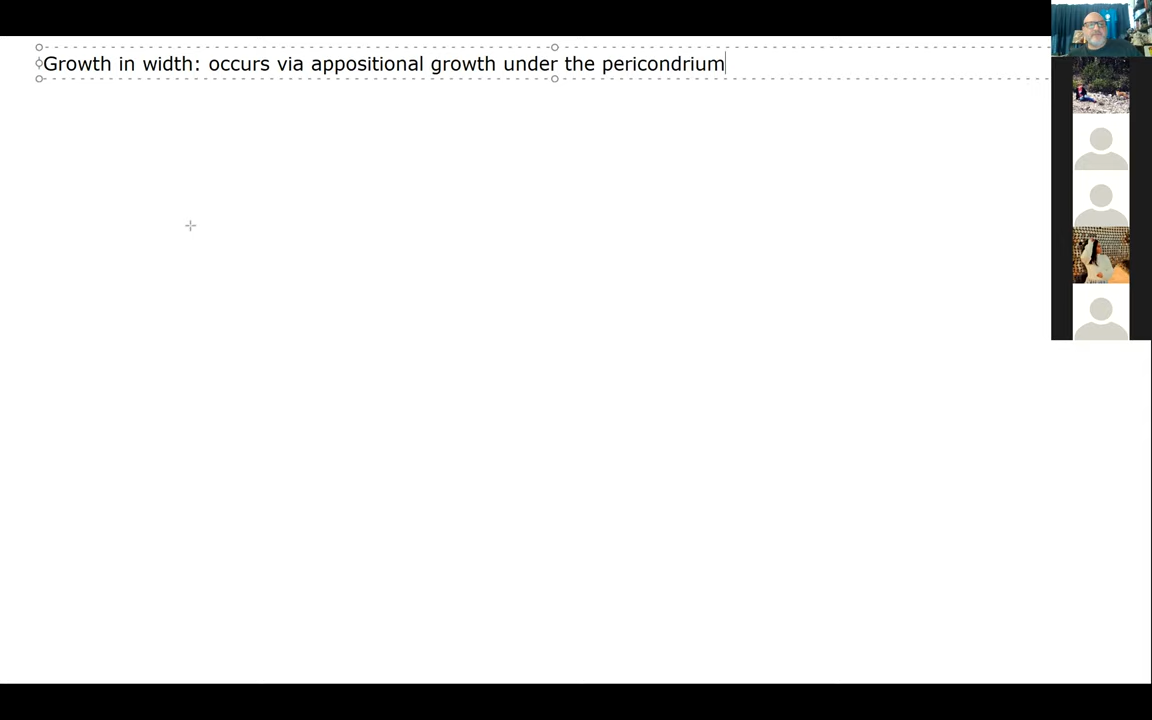 Growth in width: occurs via appositional growth under the pericondrium